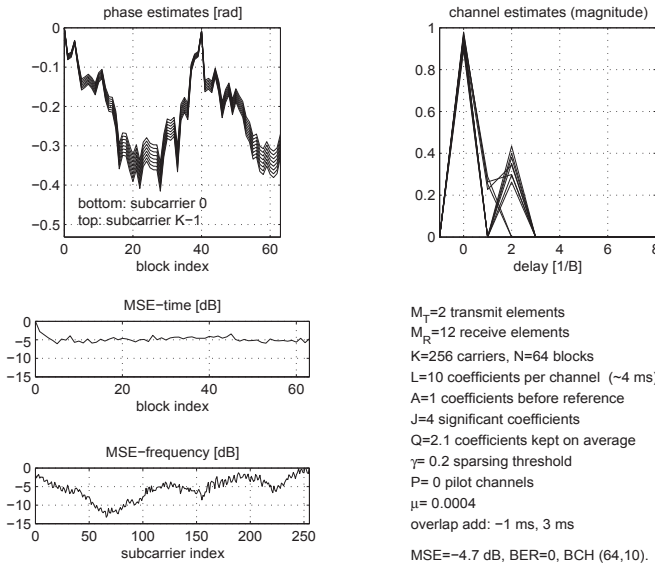 phase estimates [rad]
0
−0.1
−0.2
−0.3
−0.4
−0.5
bottom: subcarrier 0
top: subcarrier K−1
0 20 40 60
block index
channel estimates (magnitude)
1
0.8
0.6
0.4
0.2
0
0 2 4 6 8
delay [1/B]
MSE−time [dB]
0
−5
−10
−15
0 20 40 60
block index
MSE−frequency [dB]
0
−5
−10
−15
0 50 100 150 200 250
subcarrier index
M_T=2 transmit elements
M_R=12 receive elements
K=256 carriers, N=64 blocks
L=10 coefficients per channel (~4 ms)
A=1 coefficients before reference
J=4 significant coefficients
Q=2.1 coefficients kept on average
γ= 0.2 sparsing threshold
P= 0 pilot channels
μ= 0.0004
overlap add: −1 ms, 3 ms
MSE=−4.7 dB, BER=0, BCH (64,10).